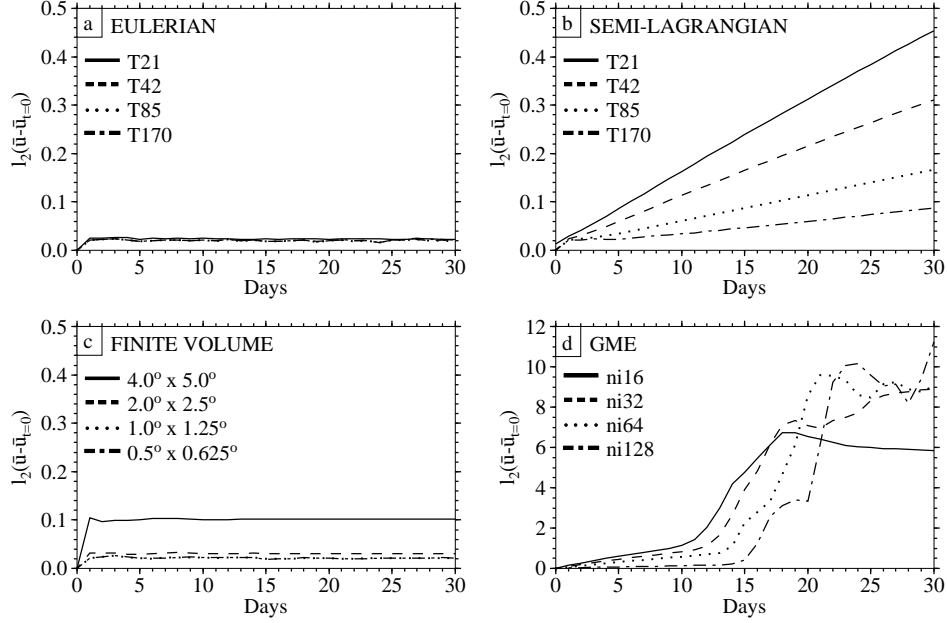 a EULERIAN
T21
T42
T85
T170
0.5
0.4
0.3
0.2
0.1
0.0
l₂(ū-ū_{t=0})
0 5 10 15 20 25 30
Days
b SEMI-LAGRANGIAN
T21
T42
T85
T170
0.5
0.4
0.3
0.2
0.1
0.0
l₂(ū-ū_{t=0})
0 5 10 15 20 25 30
Days
c FINITE VOLUME
4.0° x 5.0°
2.0° x 2.5°
1.0° x 1.25°
0.5° x 0.625°
0.5
0.4
0.3
0.2
0.1
0.0
l₂(ū-ū_{t=0})
0 5 10 15 20 25 30
Days
d GME
ni16
ni32
ni64
ni128
12
10
8
6
4
2
0
l₂(ū-ū_{t=0})
0 5 10 15 20 25 30
Days